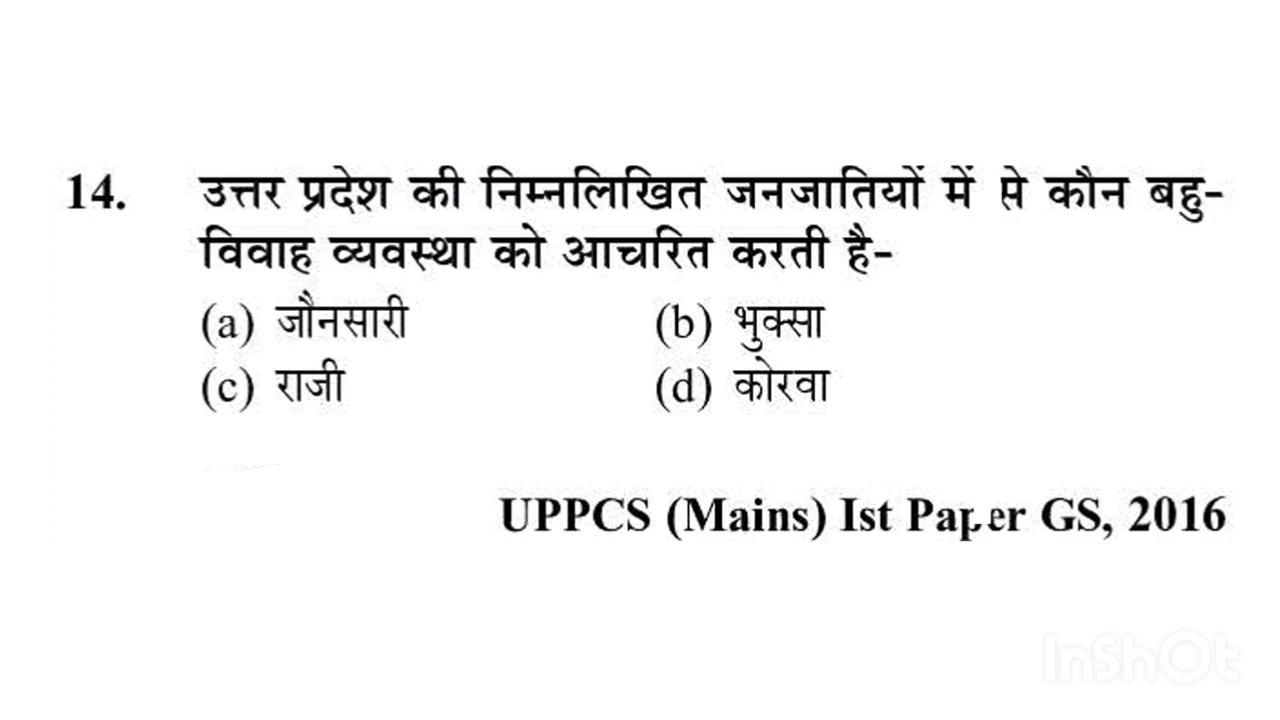 14. उत्तर प्रदेश की निम्नलिखित जनजातियों में से कौन बहु-
विवाह व्यवस्था को आचरित करती है-
(a) जौनसारी (b) भुक्सा
(c) राजी (d) कोरवा
UPPCS (Mains) Ist Paper GS, 2016
InShOt